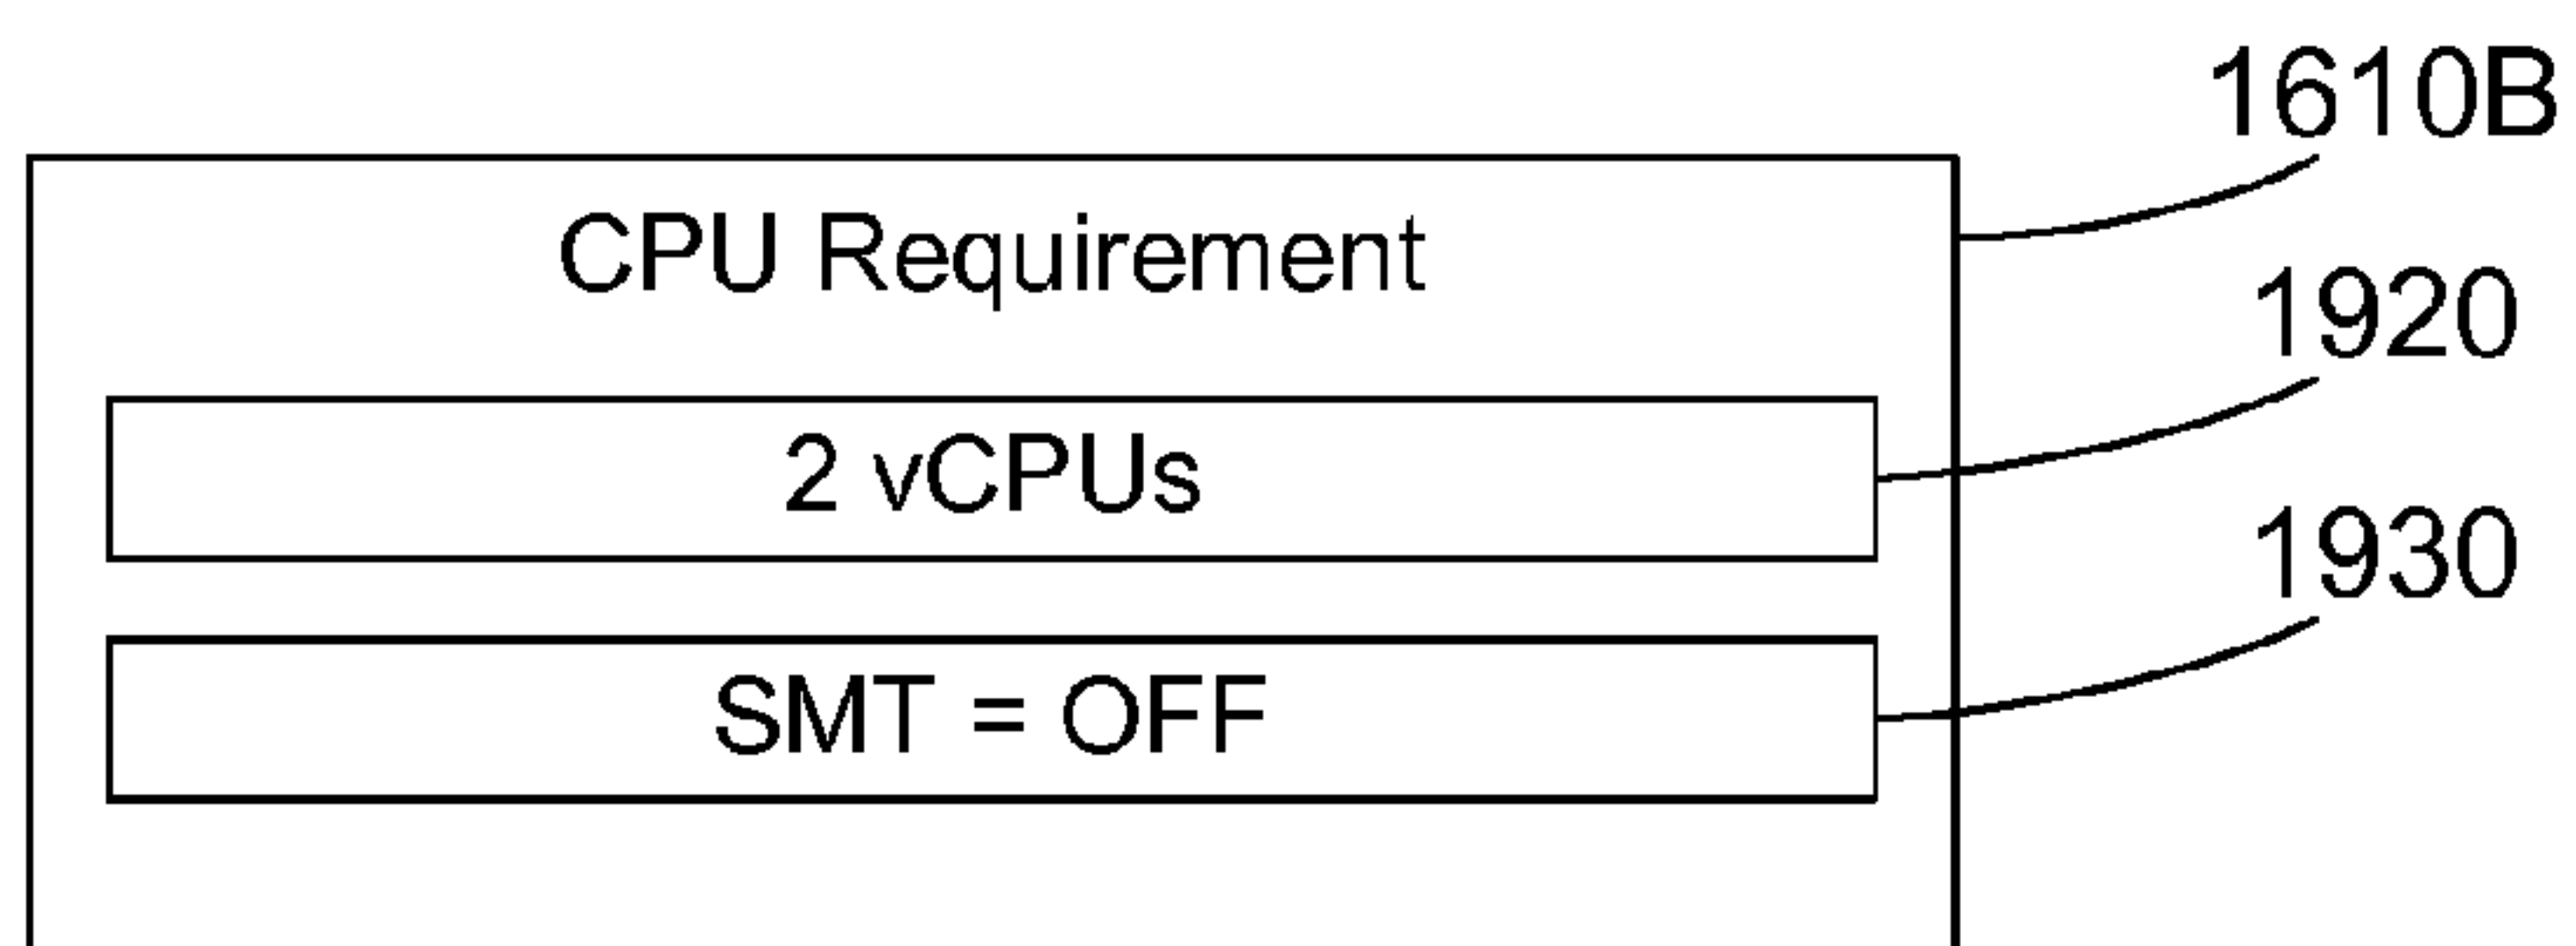 1610B
CPU Requirement
1920
2 vCPUs
1930
SMT = OFF